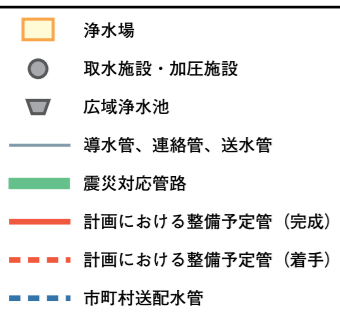 浄水場
取水施設・加圧施設
広域浄水池
導水管、連絡管、送水管
震災対応管路
計画における整備予定管（完成）
計画における整備予定管（着手）
市町村送配水管